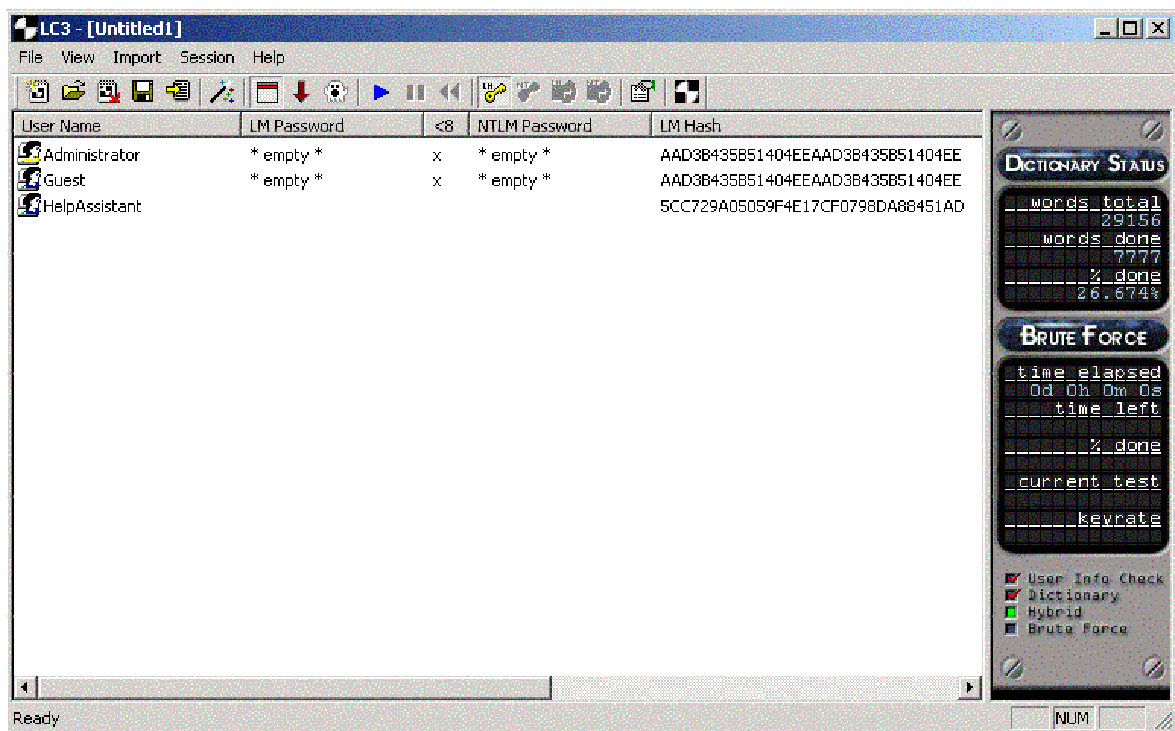 LC3 - [Untitled1]
File View Import Session Help
User Name LM Password <8 NTLM Password LM Hash
Administrator * empty * x * empty * AAD3B435B51404EEAAD3B435B51404EE
Guest * empty * x * empty * AAD3B435B51404EEAAD3B435B51404EE
HelpAssistant 5CC729A05059F4E17CF0798DA88451AD
DICTIONARY STATUS
words total
29156
words done
7777
% done
26.674%
BRUTE FORCE
time elapsed
0d 0h 0m 0s
time left
% done
current test
keyrate
User Info Check
Dictionary
Hybrid
Brute Force
Ready NUM